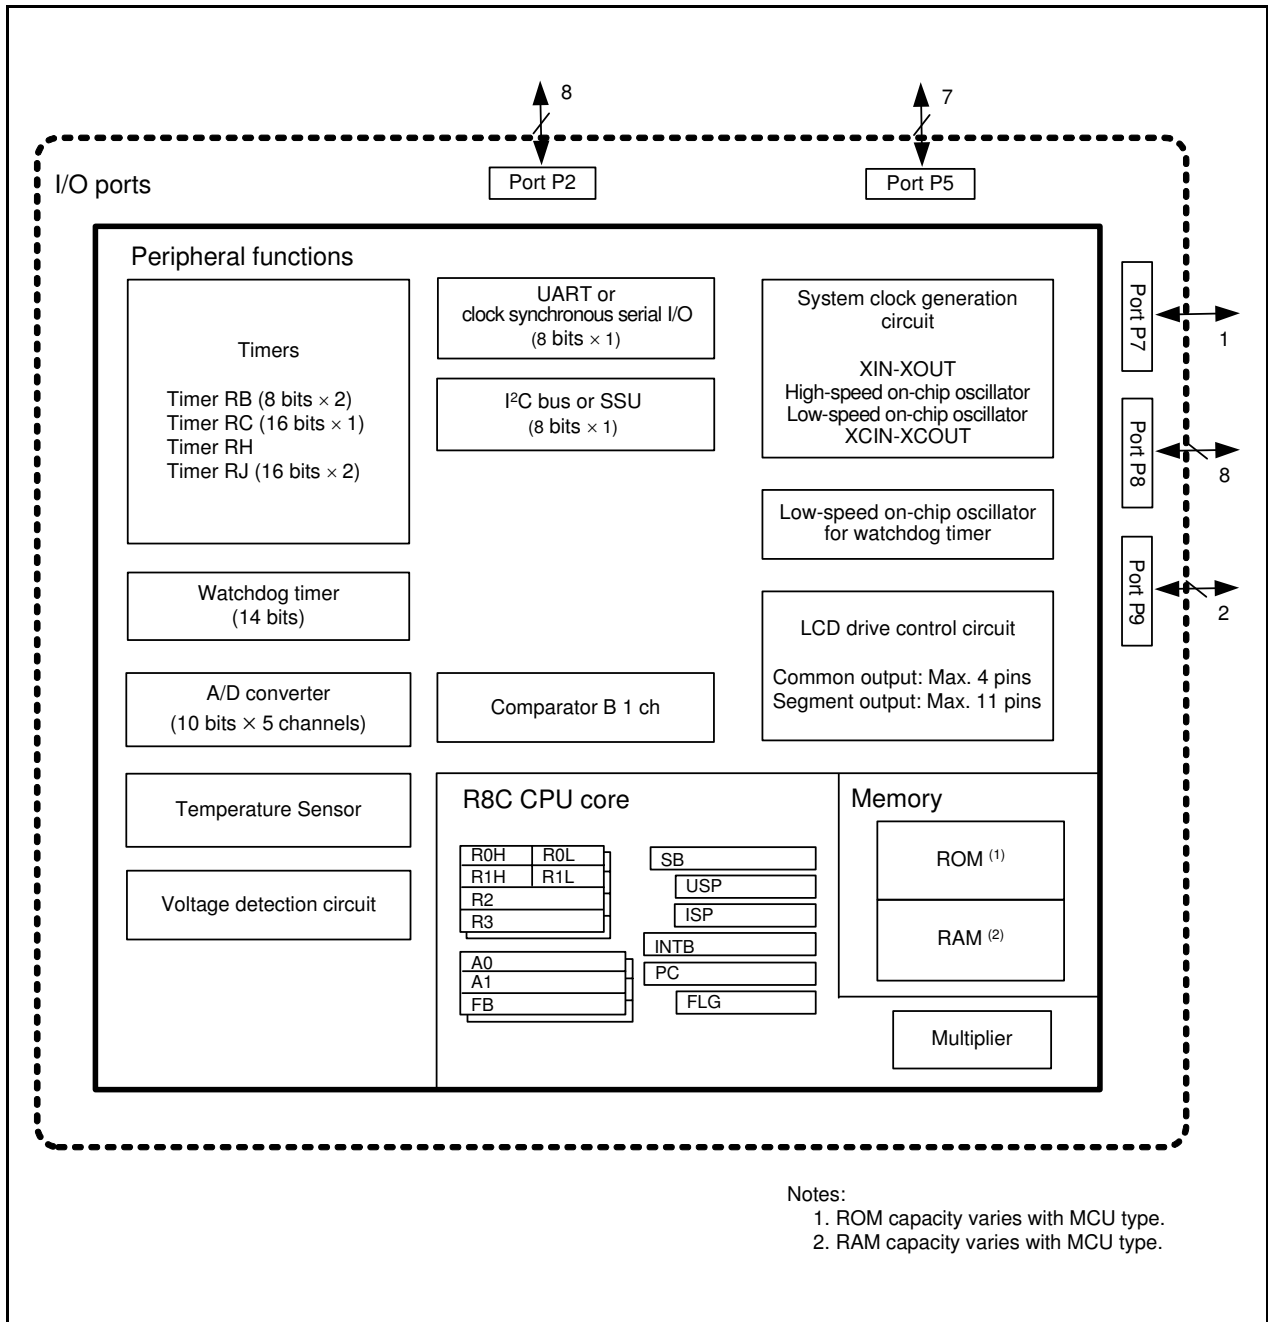 8
7
I/O ports
Port P2
Port P5
Peripheral functions
Timers
Timer RB (8 bits × 2)
Timer RC (16 bits × 1)
Timer RH
Timer RJ (16 bits × 2)
UART or
clock synchronous serial I/O
(8 bits × 1)
I²C bus or SSU
(8 bits × 1)
System clock generation
circuit
XIN-XOUT
High-speed on-chip oscillator
Low-speed on-chip oscillator
XCIN-XCOUT
Port P7
1
Port P8
8
Port P9
2
Low-speed on-chip oscillator
for watchdog timer
Watchdog timer
(14 bits)
LCD drive control circuit
Common output: Max. 4 pins
Segment output: Max. 11 pins
A/D converter
(10 bits × 5 channels)
Comparator B 1 ch
Temperature Sensor
Voltage detection circuit
R8C CPU core
R0H R0L
R1H R1L
R2
R3
A0
A1
FB
SB
USP
ISP
INTB
PC
FLG
Memory
ROM (1)
RAM (2)
Multiplier
Notes:
1. ROM capacity varies with MCU type.
2. RAM capacity varies with MCU type.